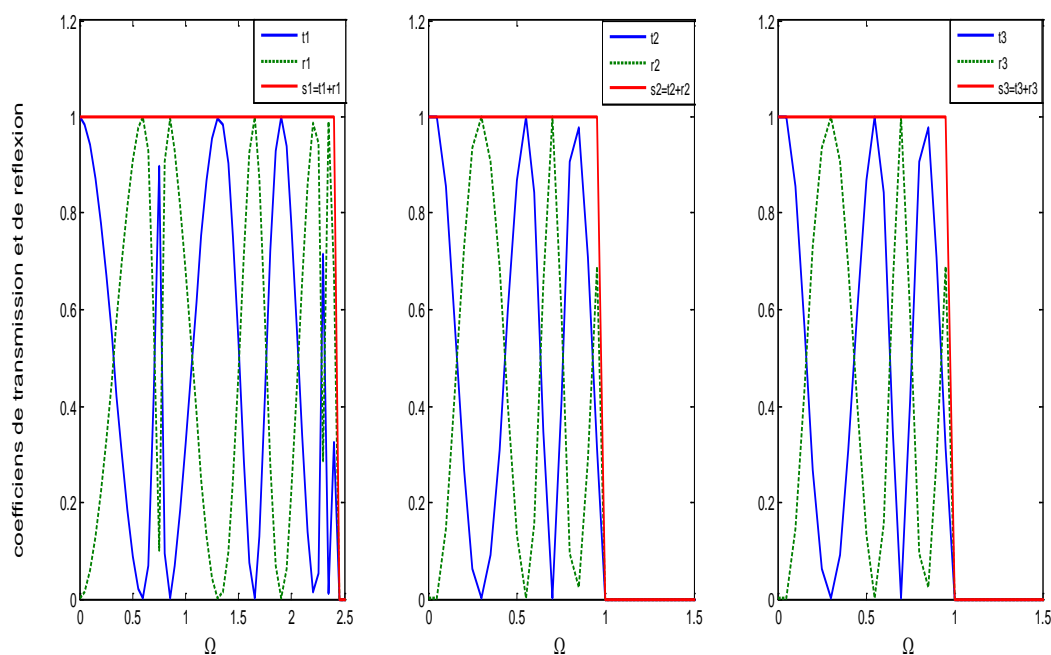 coefficiens de transmission et de reflexion
1.2
1
0.8
0.6
0.4
0.2
0
0 0.5 1 1.5 2 2.5
Ω
t1
r1
s1=t1+r1
1.2
1
0.8
0.6
0.4
0.2
0
0 0.5 1 1.5
Ω
t2
r2
s2=t2+r2
1.2
1
0.8
0.6
0.4
0.2
0
0 0.5 1 1.5
Ω
t3
r3
s3=t3+r3